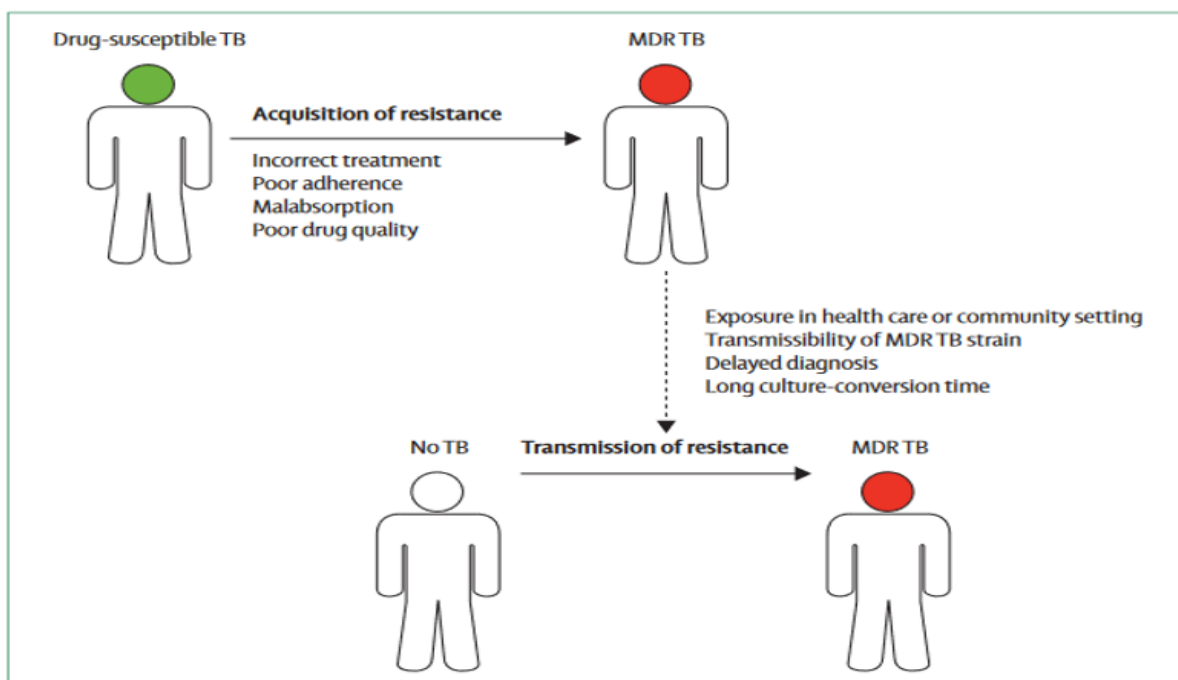 Drug-susceptible TB
MDR TB
Acquisition of resistance
Incorrect treatment
Poor adherence
Malabsorption
Poor drug quality
Exposure in health care or community setting
Transmissibility of MDR TB strain
Delayed diagnosis
Long culture-conversion time
No TB
Transmission of resistance
MDR TB